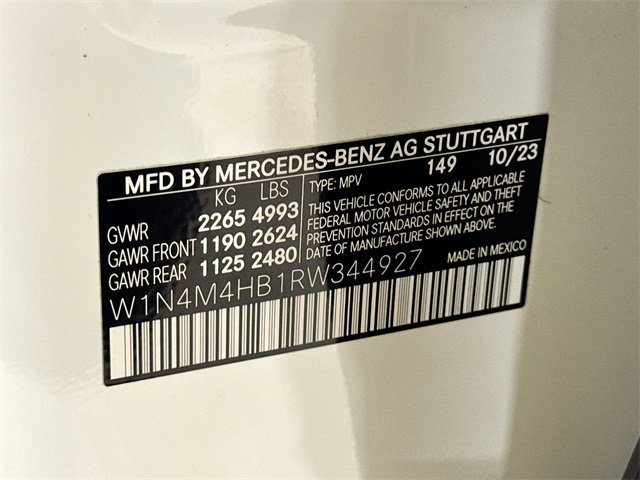 MFD BY MERCEDES-BENZ AG STUTTGART
KG LBS
GVWR 2265 4993
GAWR FRONT 1190 2624
GAWR REAR 1125 2480
TYPE: MPV 149 10/23
THIS VEHICLE CONFORMS TO ALL APPLICABLE
FEDERAL MOTOR VEHICLE SAFETY AND THEFT
PREVENTION STANDARDS IN EFFECT ON THE
DATE OF MANUFACTURE SHOWN ABOVE.
MADE IN MEXICO
W1N4M4HB1RW344927